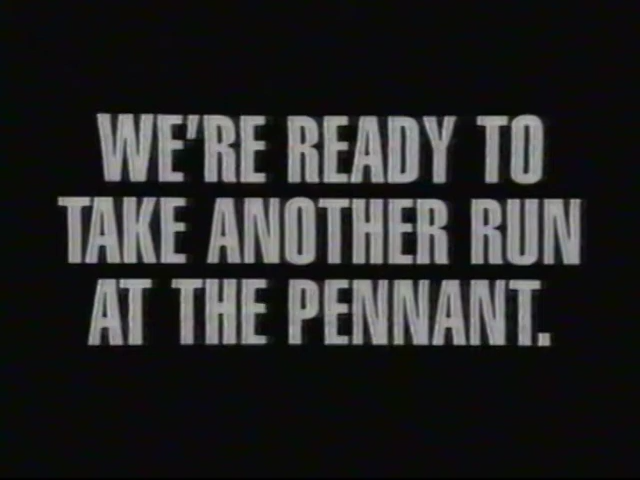 WE'RE READY TO
TAKE ANOTHER RUN
AT THE PENNANT.